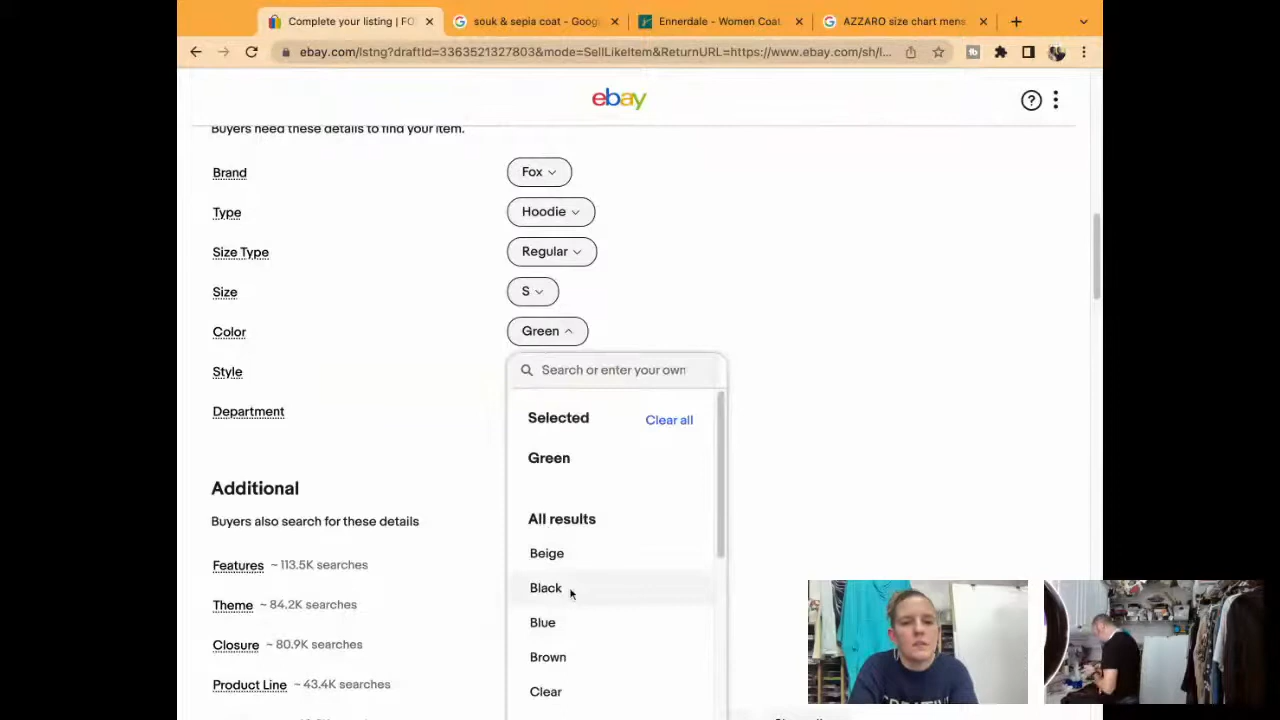 Complete your listing | FO
souk & sepia coat - Goog
Ennerdale - Women Coat
AZZARO size chart mens
ebay.com/lstng?draftId=3363521327803&mode=SellLikeItem&ReturnURL=https://www.ebay.com/sh/l...
ebay
Buyers need these details to find your item.
Brand
Fox
Type
Hoodie
Size Type
Regular
Size
S
Color
Green
Style
Department
Search or enter your own
Selected
Clear all
Green
All results
Beige
Black
Blue
Brown
Clear
Additional
Buyers also search for these details
Features ~ 113.5K searches
Theme ~ 84.2K searches
Closure ~ 80.9K searches
Product Line ~ 43.4K searches